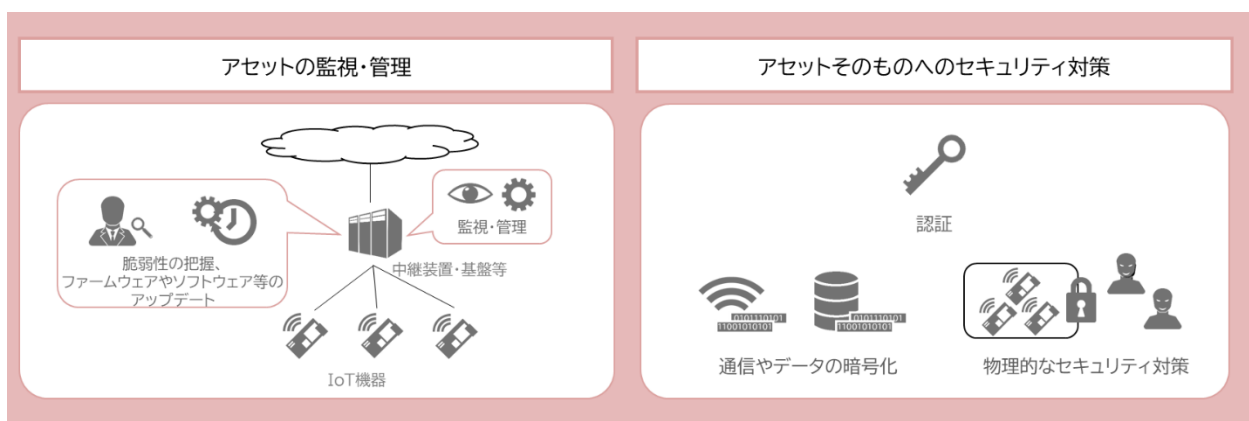 アセットの監視・管理
アセットそのものへのセキュリティ対策
監視・管理
脆弱性の把握、
ファームウェアやソフトウェア等の
アップデート
中継装置・基盤等
IoT機器
認証
0101110101
11001010101
0101110101
11001010101
通信やデータの暗号化
物理的なセキュリティ対策